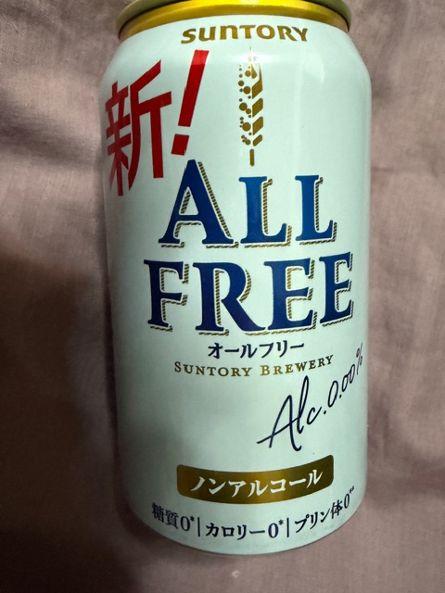 SUNTORY
新!
ALL
FREE
オールフリー
SUNTORY BREWERY
Alc.0.00%
ノンアルコール
糖質0*|カロリー0*|プリン体0**